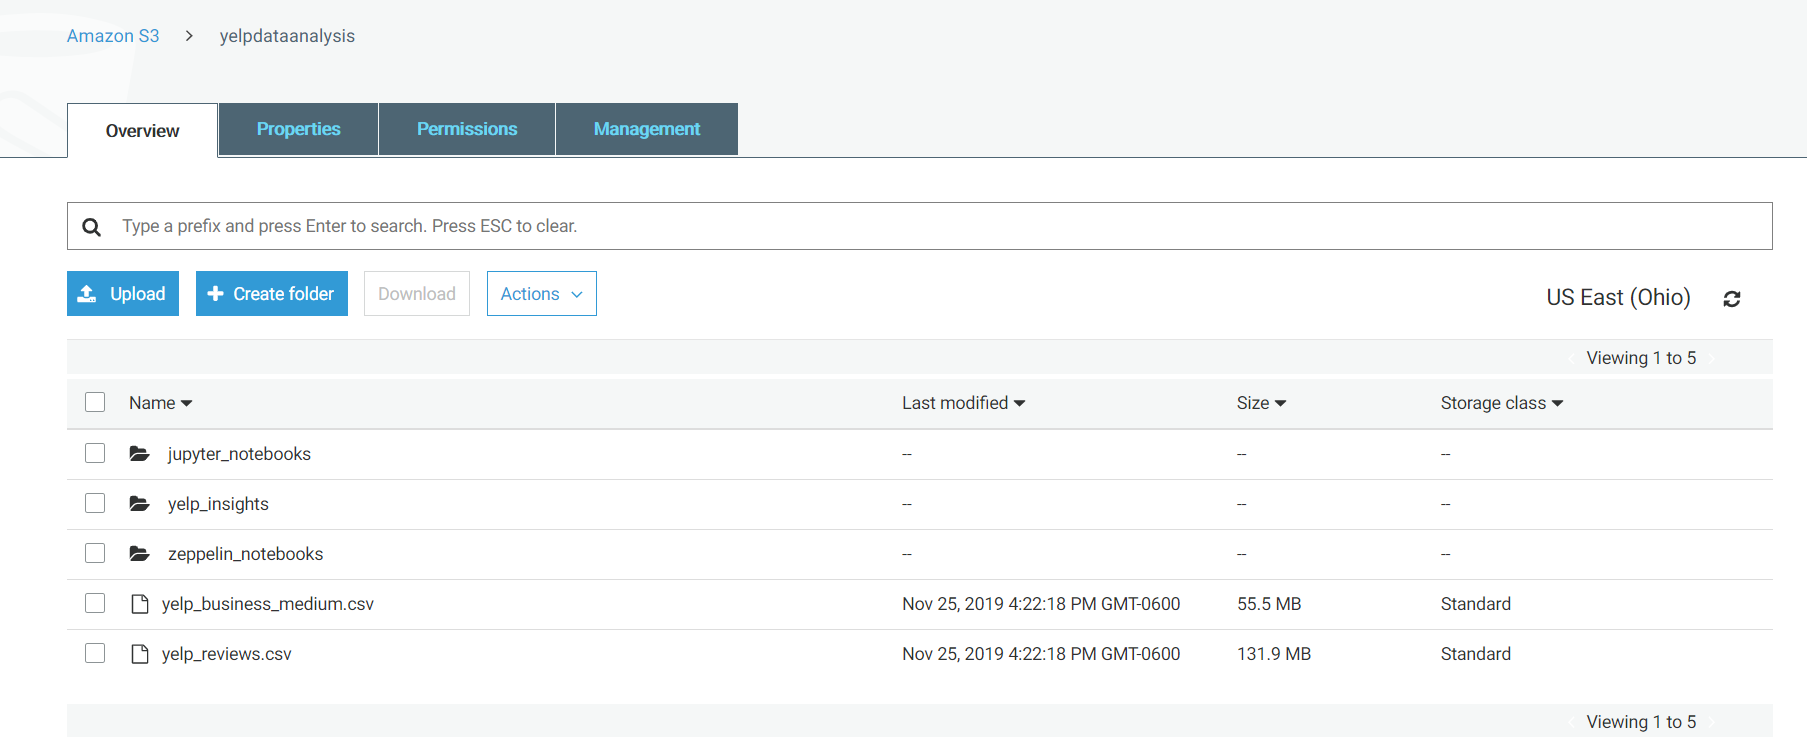 Amazon S3 > yelpdataanalysis
Overview Properties Permissions Management
Type a prefix and press Enter to search. Press ESC to clear.
Upload Create folder Download Actions US East (Ohio)
Viewing 1 to 5
Name Last modified Size Storage class
jupyter_notebooks -- -- --
yelp_insights -- -- --
zeppelin_notebooks -- -- --
yelp_business_medium.csv Nov 25, 2019 4:22:18 PM GMT-0600 55.5 MB Standard
yelp_reviews.csv Nov 25, 2019 4:22:18 PM GMT-0600 131.9 MB Standard
Viewing 1 to 5